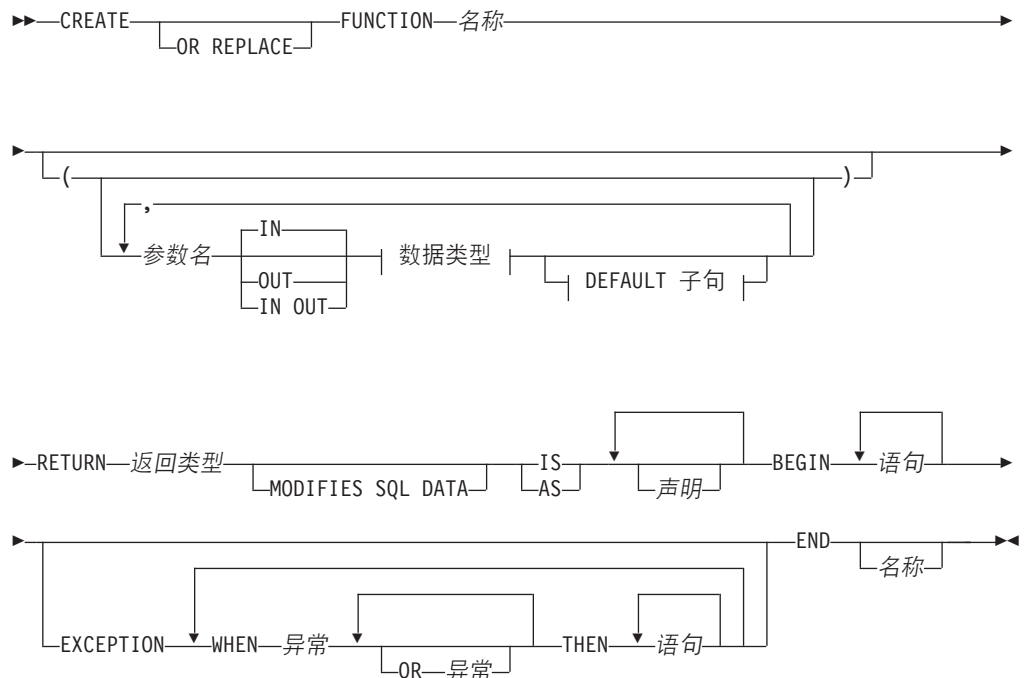 CREATE FUNCTION 名称
OR REPLACE
( )
,
IN
参数名 数据类型
OUT DEFAULT 子句
IN OUT
RETURN 返回类型 IS BEGIN 语句
MODIFIES SQL DATA AS 声明
END
名称
EXCEPTION WHEN 异常 THEN 语句
OR 异常